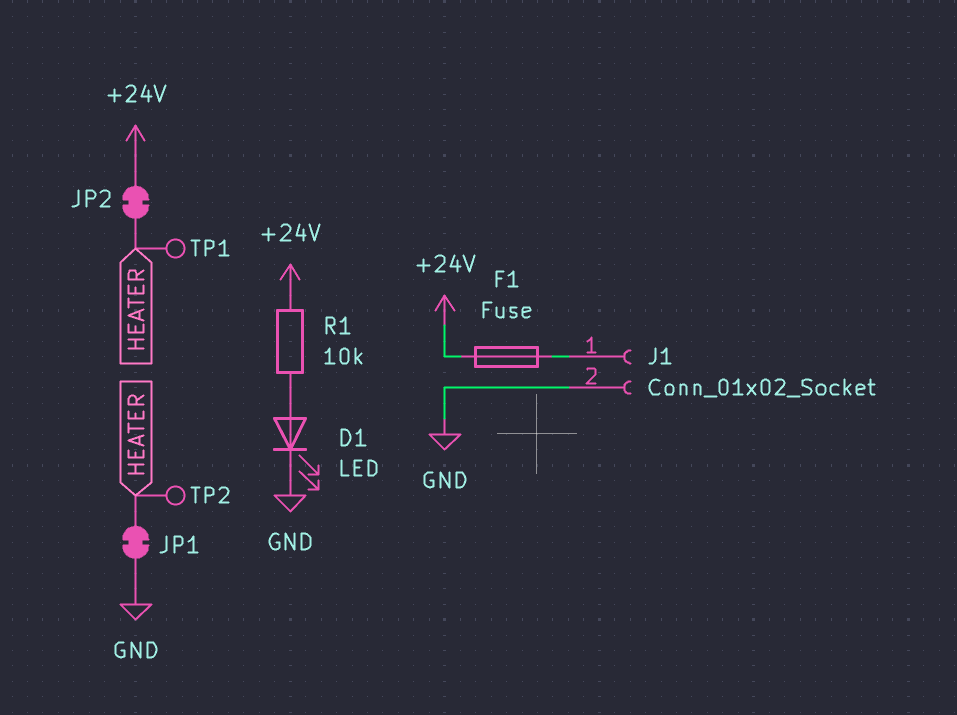 +24V
JP2
TP1
HEATER
HEATER
TP2
JP1
GND
+24V
R1
10k
D1
LED
GND
+24V
F1
Fuse
1
J1
2
Conn_01x02_Socket
GND